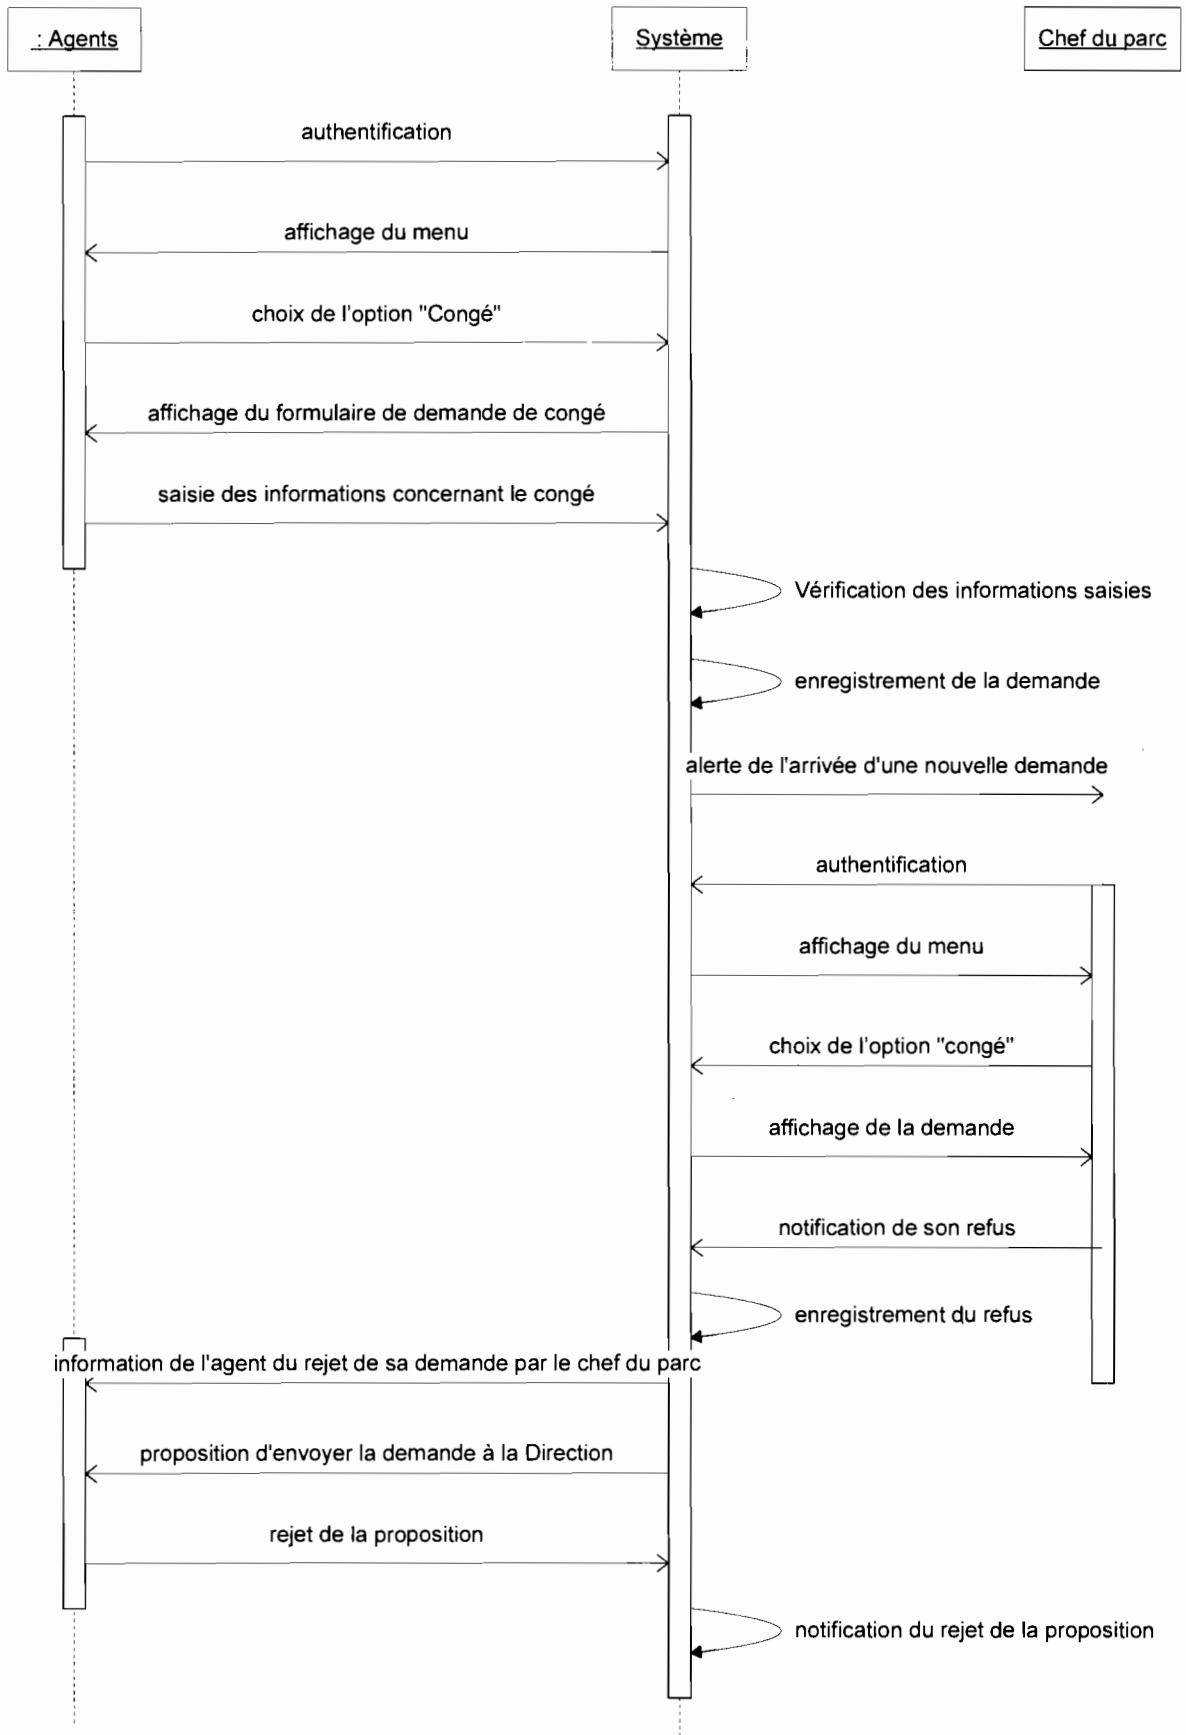 : Agents
Système
Chef du parc
authentification
affichage du menu
choix de l'option "Congé"
affichage du formulaire de demande de congé
saisie des informations concernant le congé
Vérification des informations saisies
enregistrement de la demande
alerte de l'arrivée d'une nouvelle demande
authentification
affichage du menu
choix de l'option "congé"
affichage de la demande
notification de son refus
enregistrement du refus
information de l'agent du rejet de sa demande par le chef du parc
proposition d'envoyer la demande à la Direction
rejet de la proposition
notification du rejet de la proposition